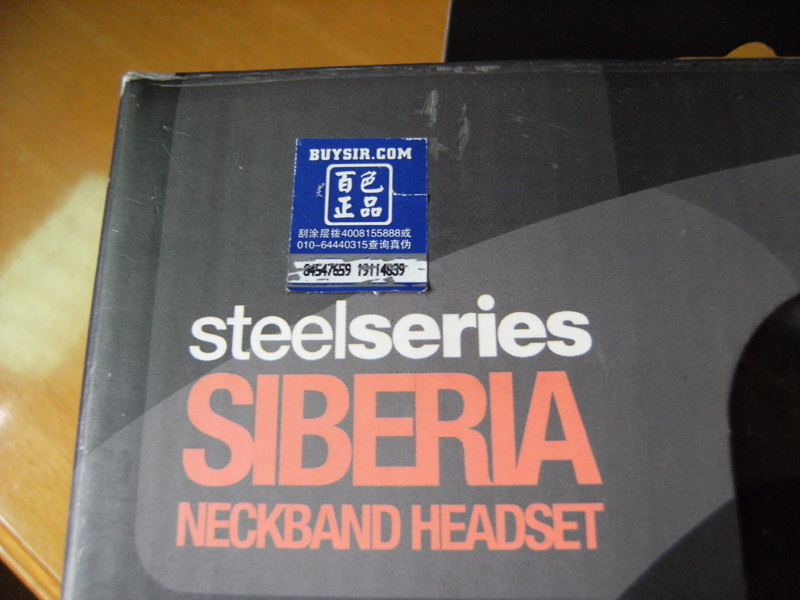 BUYSIR.COM
百色
正品
刮涂层拨4008155888或
010-64440315查询真伪
84547659 19114839
steelseries
SIBERIA
NECKBAND HEADSET